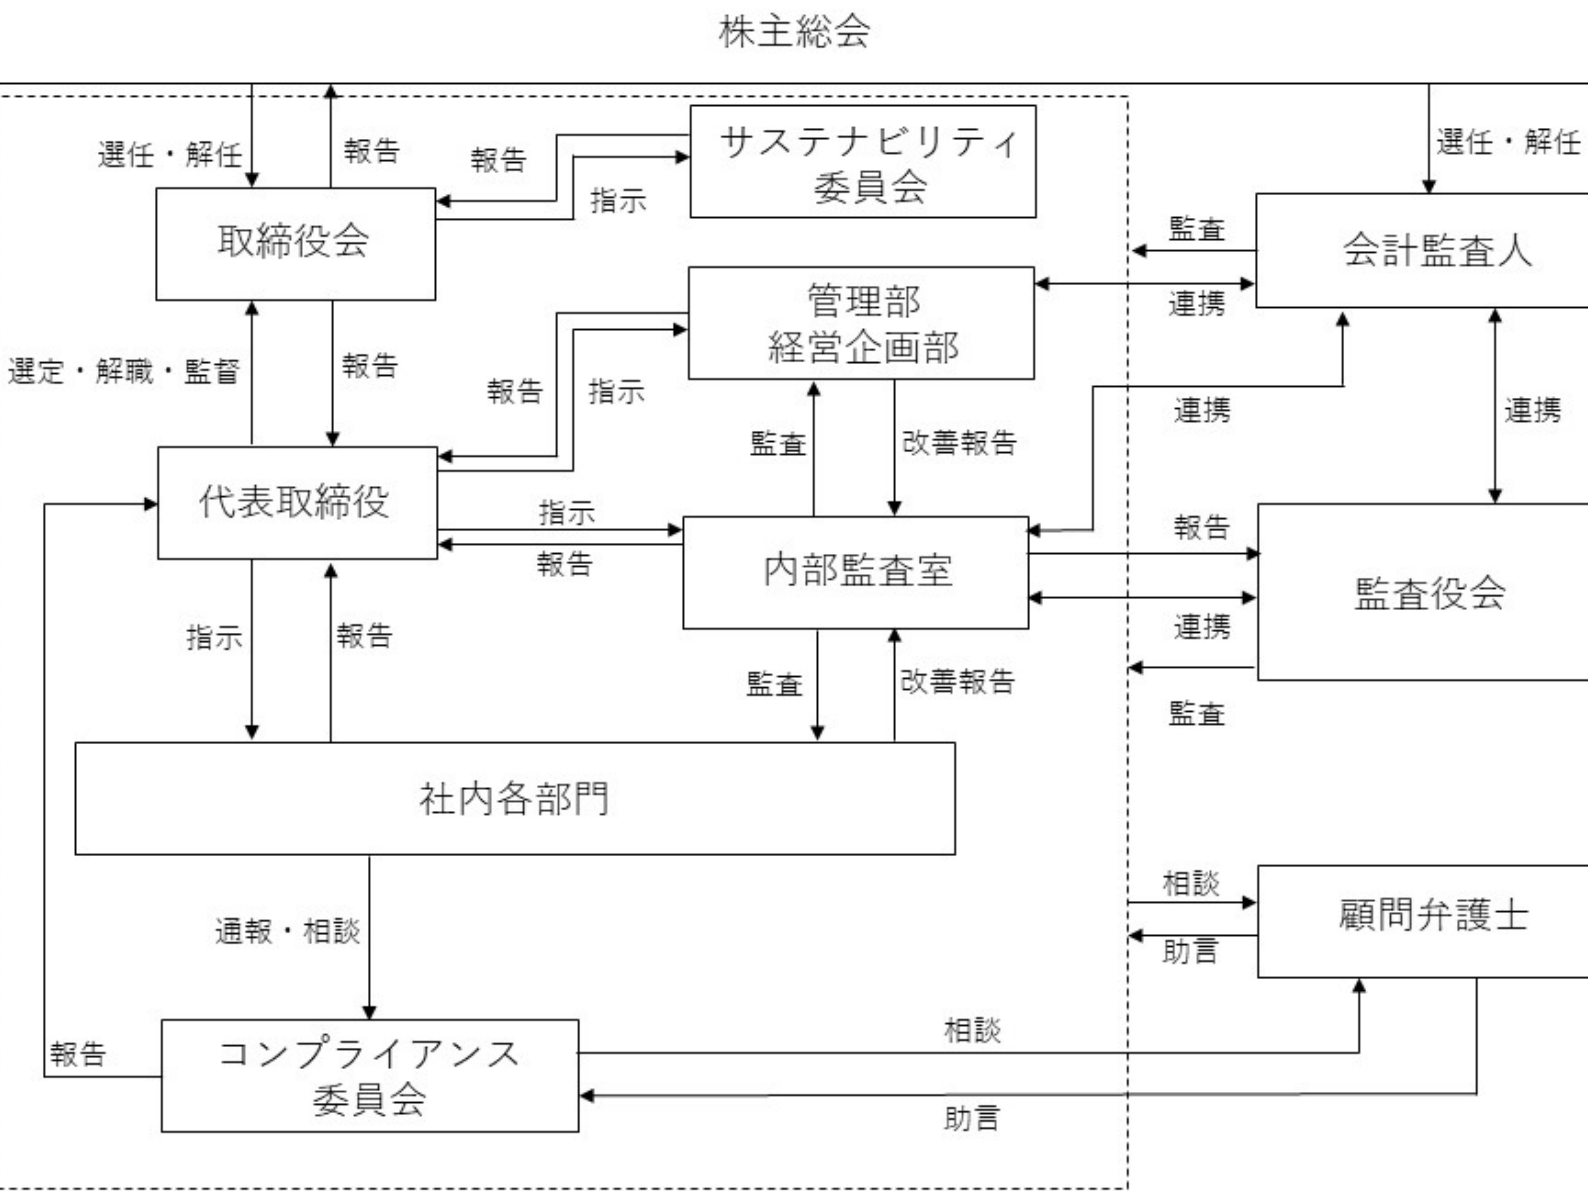 株主総会
選任・解任
報告
報告
指示
サステナビリティ
委員会
選任・解任
取締役会
監査
会計監査人
連携
管理部
経営企画部
選定・解職・監督
報告
報告
指示
監査
改善報告
連携
連携
代表取締役
指示
報告
内部監査室
報告
連携
監査役会
監査
指示
報告
監査
改善報告
社内各部門
通報・相談
相談
助言
顧問弁護士
報告
コンプライアンス
委員会
相談
助言